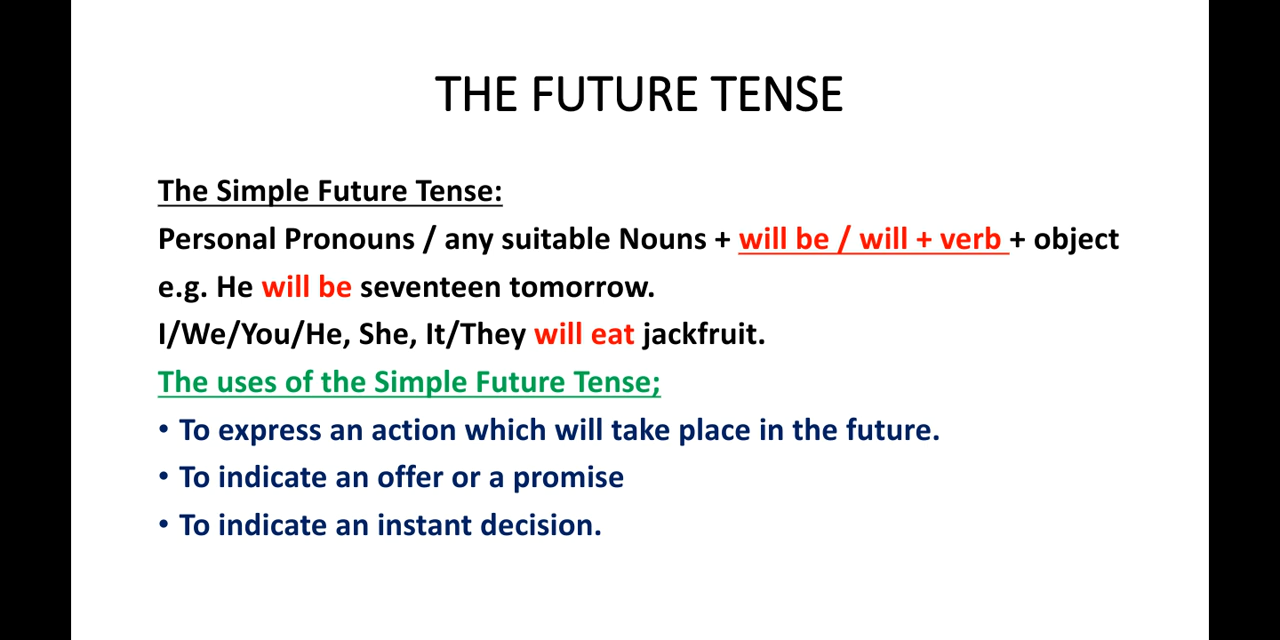 THE FUTURE TENSE
The Simple Future Tense:
Personal Pronouns / any suitable Nouns + will be / will + verb + object
e.g. He will be seventeen tomorrow.
I/We/You/He, She, It/They will eat jackfruit.
The uses of the Simple Future Tense;
• To express an action which will take place in the future.
• To indicate an offer or a promise
• To indicate an instant decision.